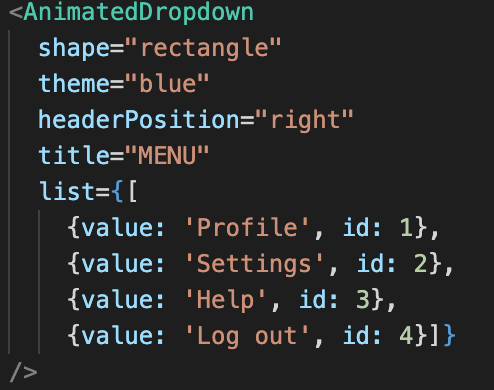 <AnimatedDropdown
shape="rectangle"
theme="blue"
headerPosition="right"
title="MENU"
list={[
{value: 'Profile', id: 1},
{value: 'Settings', id: 2},
{value: 'Help', id: 3},
{value: 'Log out', id: 4}]}
/>